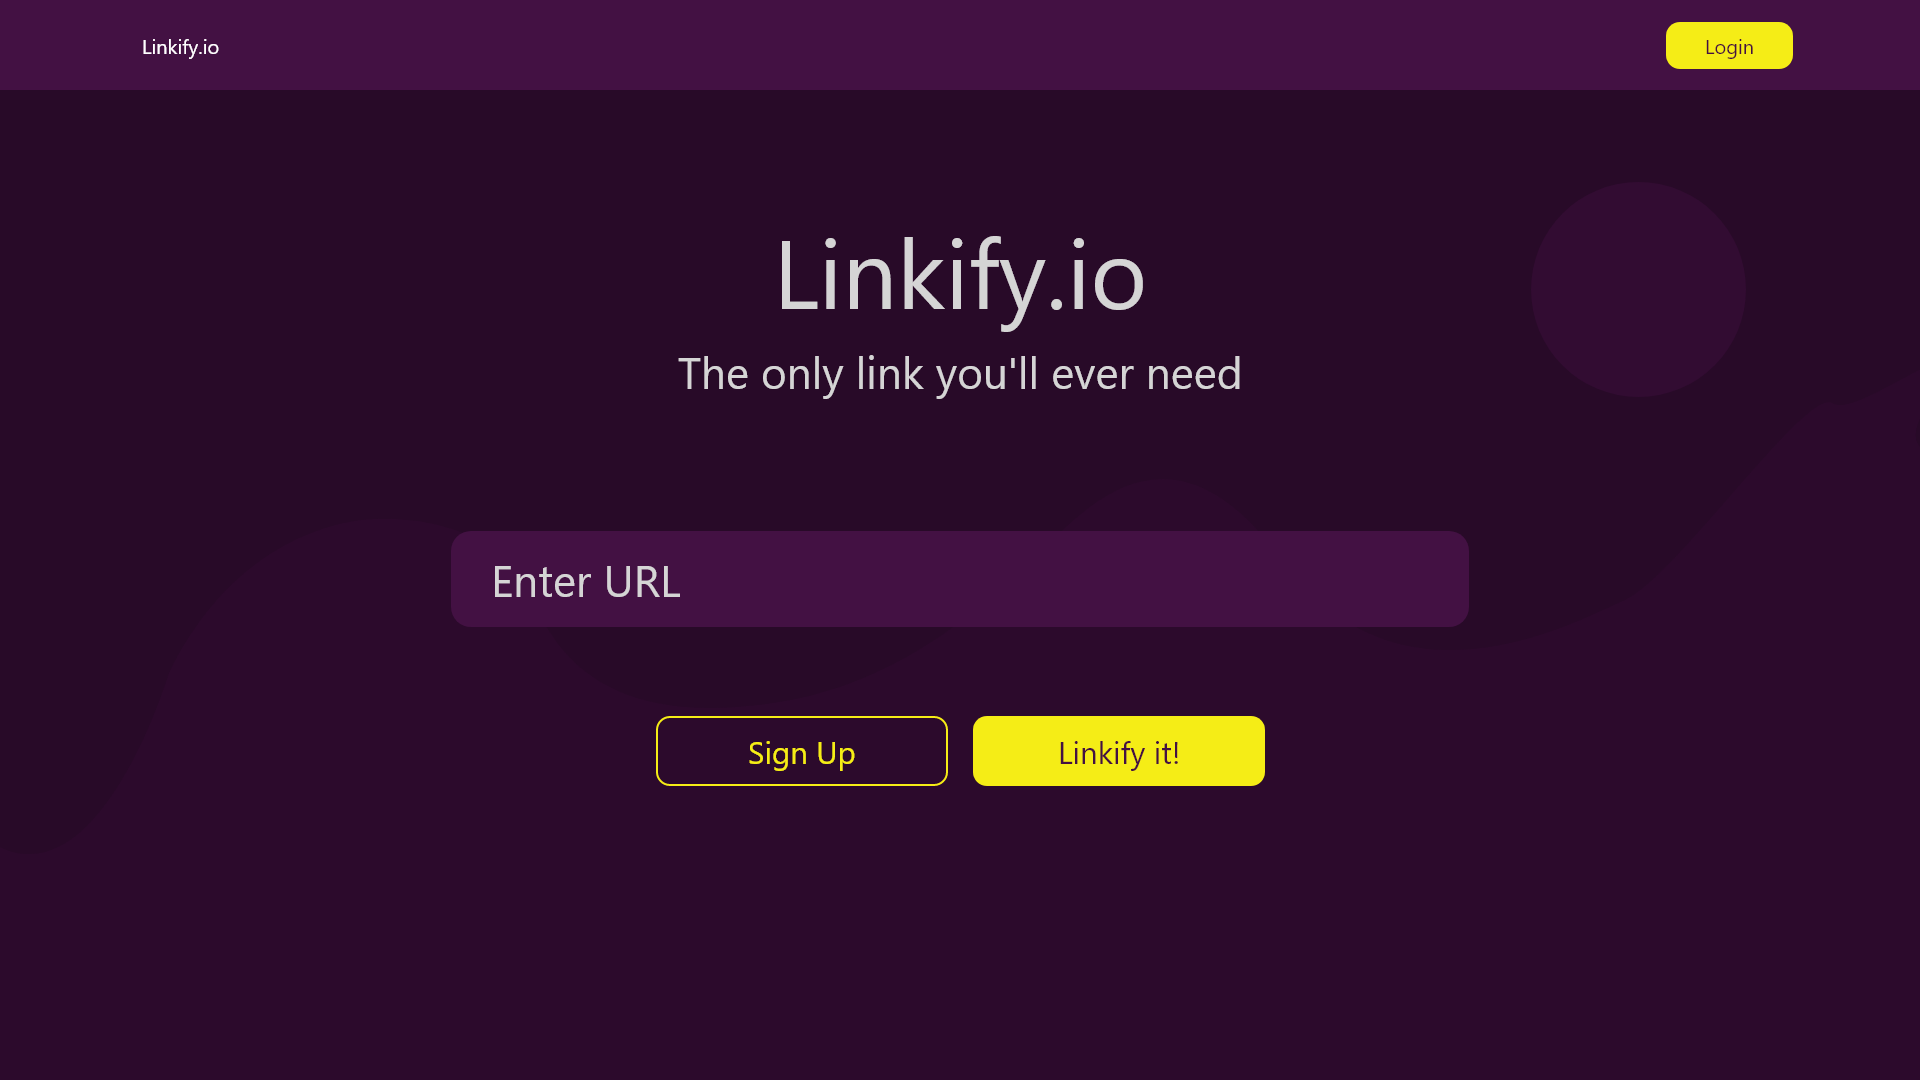 Linkify.io
Login
Linkify.io
The only link you'll ever need
Enter URL
Sign Up
Linkify it!